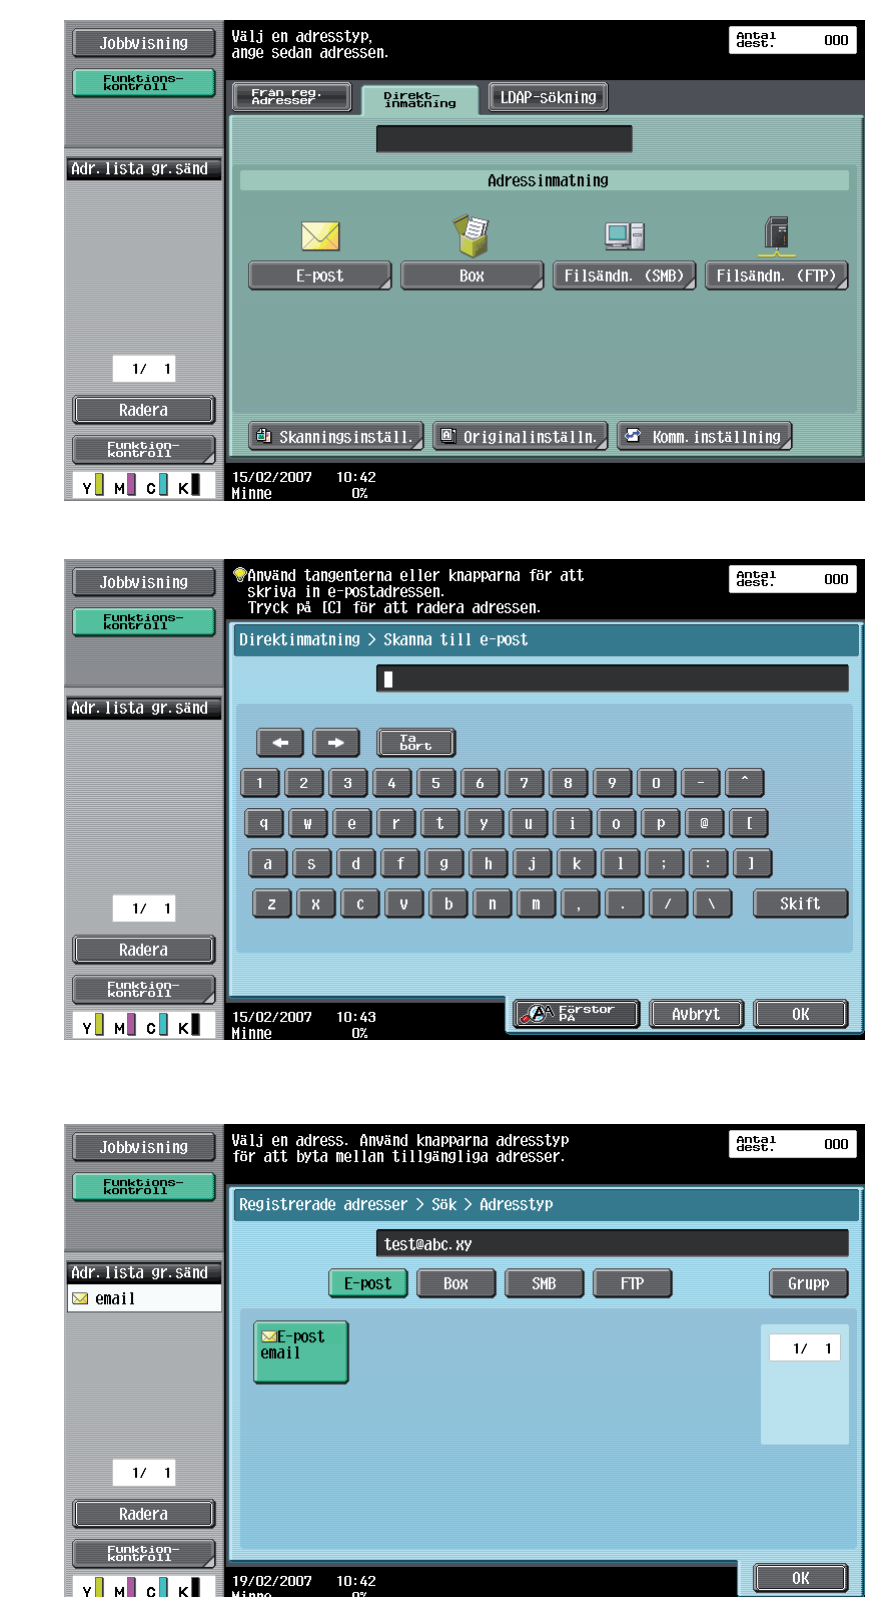 Jobbvisning
Funktions-
kontroll
Välj en adresstyp,
ange sedan adressen.
Antal
dest. 000
Från reg.
Adresser
Direkt-
inmatning
LDAP-sökning
Adr.lista gr.sänd
Adressinmatning
E-post Box Filsändn. (SMB) Filsändn. (FTP)
1/ 1
Radera
Funktion-
kontroll
Skanningsinställ. Originalinställn. Komm.inställning
Y M C K
15/02/2007 10:42
Minne 0%
Jobbvisning
Funktions-
kontroll
Använd tangenterna eller knapparna för att
skriva in e-postadressen.
Tryck på [C] för att radera adressen.
Antal
dest. 000
Direktinmatning > Skanna till e-post
Adr.lista gr.sänd
Ta
bort
1 2 3 4 5 6 7 8 9 0 - ^
q w e r t y u i o p @ [
a s d f g h j k l ; : ]
z x c v b n m , . / \ Skift
1/ 1
Radera
Funktion-
kontroll
Förstor
PÅ
Avbryt OK
Y M C K
15/02/2007 10:43
Minne 0%
Jobbvisning
Funktions-
kontroll
Välj en adress. Använd knapparna adresstyp
för att byta mellan tillgängliga adresser.
Antal
dest. 000
Registrerade adresser > Sök > Adresstyp
test@abc.xy
Adr.lista gr.sänd
email
E-post Box SMB FTP Grupp
E-post
email
1/ 1
1/ 1
Radera
Funktion-
kontroll
OK
Y M C K
19/02/2007 10:42
Minne 0%